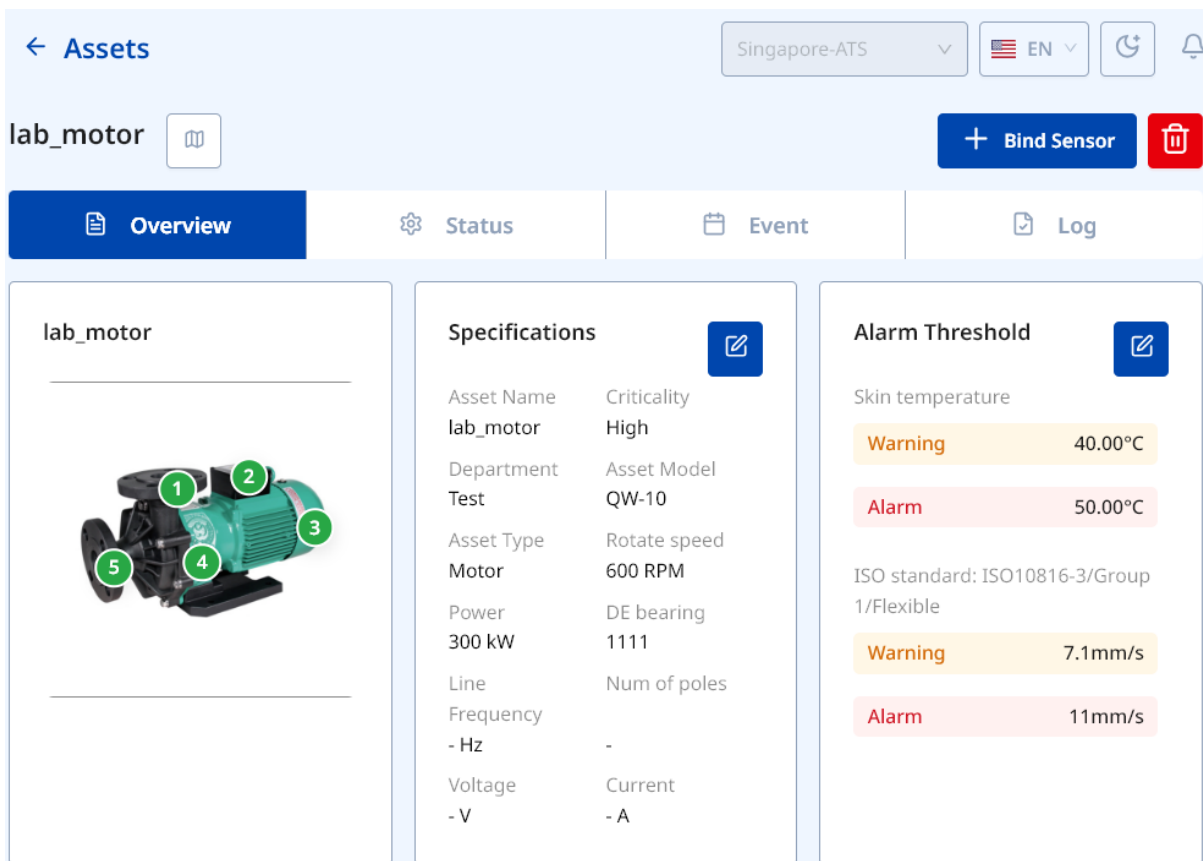 Assets
Singapore-ATS
EN
lab_motor
Bind Sensor
Overview
Status
Event
Log
lab_motor
1
2
3
4
5
Specifications
Asset Name Criticality
lab_motor High
Department Asset Model
Test QW-10
Asset Type Rotate speed
Motor 600 RPM
Power DE bearing
300 kW 1111
Line Num of poles
Frequency
- Hz -
Voltage Current
- V - A
Alarm Threshold
Skin temperature
Warning 40.00°C
Alarm 50.00°C
ISO standard: ISO10816-3/Group
1/Flexible
Warning 7.1mm/s
Alarm 11mm/s